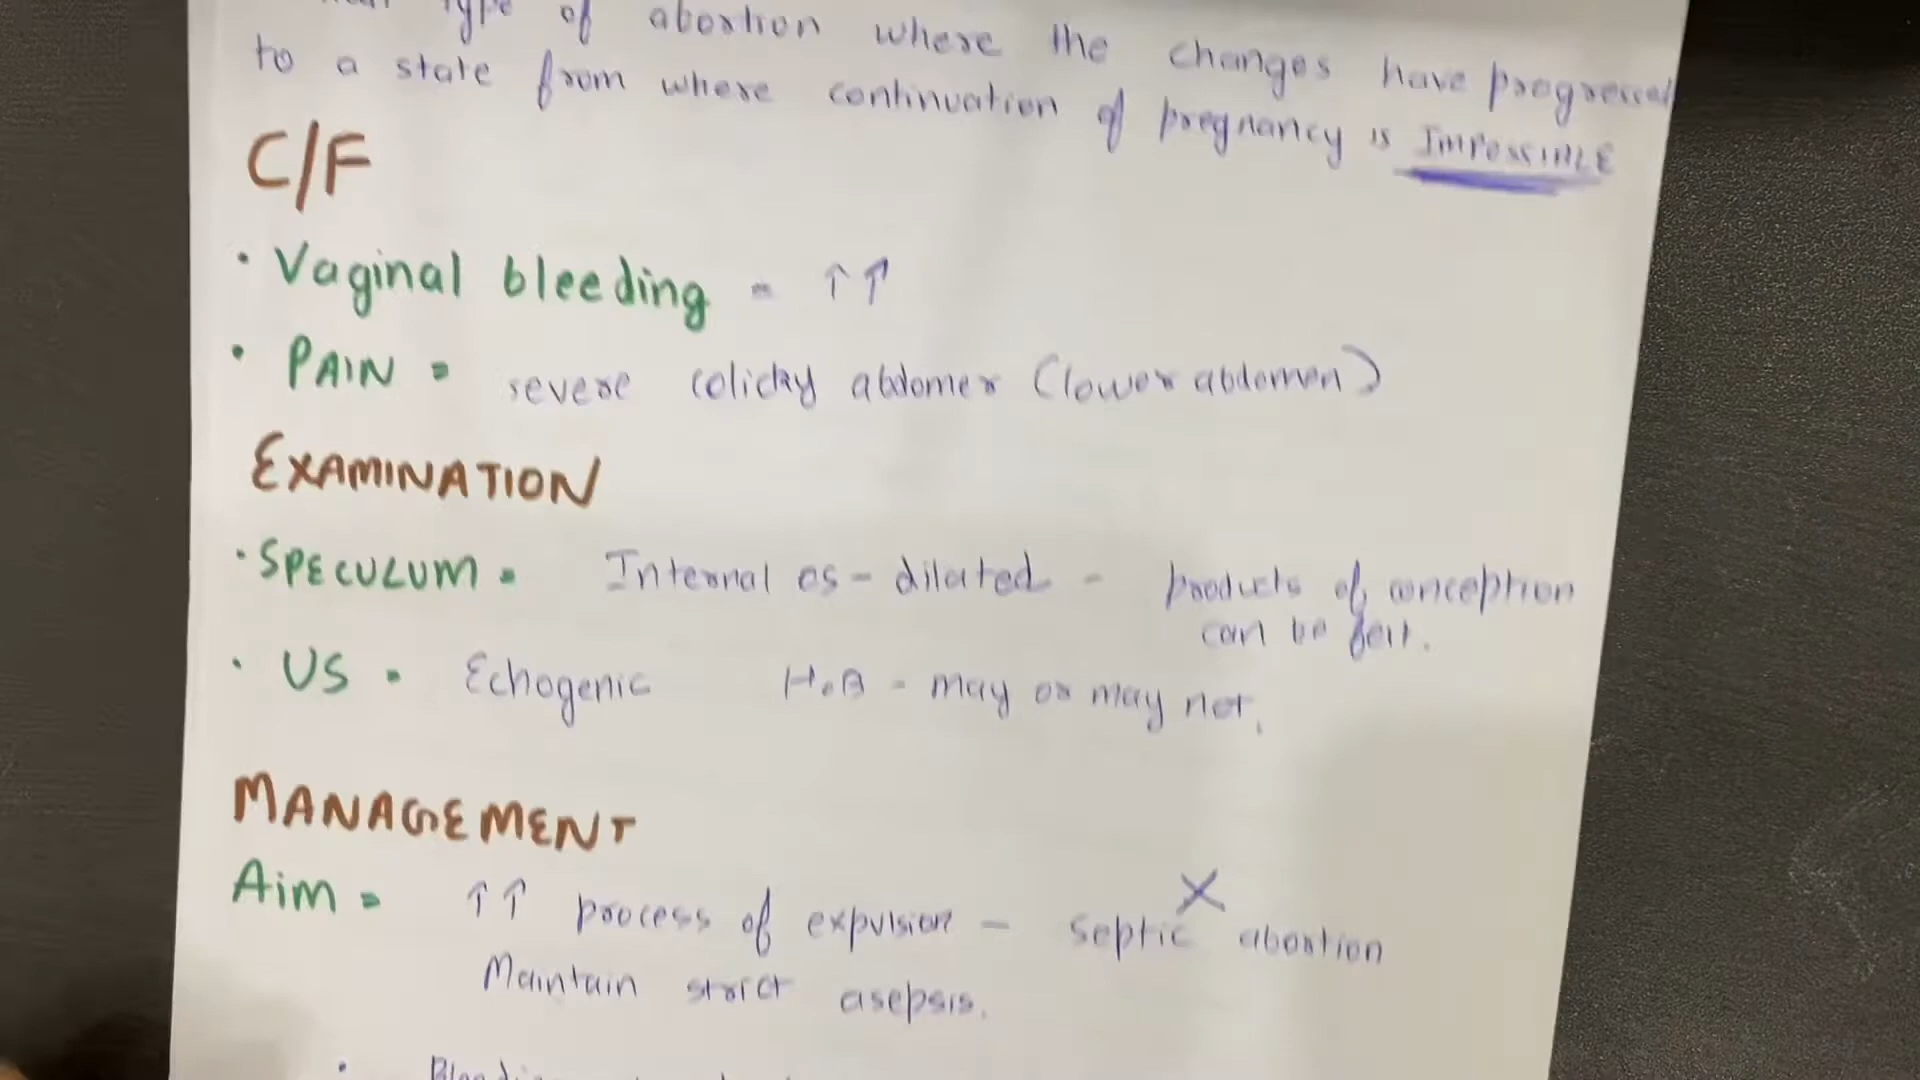 type of abortion where the changes have progressed
to a state from where continuation of pregnancy is IMPOSSIBLE
C/F
• Vaginal bleeding = ↑↑
• PAIN = severe colicky abdomen (lower abdomen)
EXAMINATION
• SPECULUM = Internal os - dilated - products of conception
can be felt.
• US = Echogenic H.B - may or may not.
MANAGEMENT
Aim = ↑↑ process of expulsion - septic X abortion
Maintain strict asepsis.